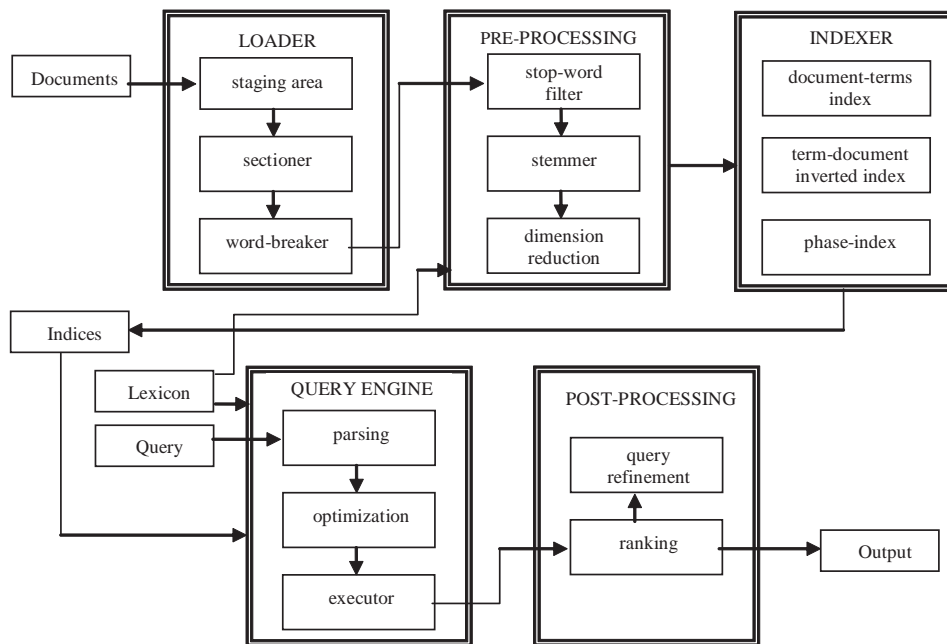 LOADER
PRE-PROCESSING
INDEXER
Documents
staging area
sectioner
word-breaker
stop-word
filter
stemmer
dimension
reduction
document-terms
index
term-document
inverted index
phase-index
Indices
Lexicon
Query
QUERY ENGINE
parsing
optimization
executor
POST-PROCESSING
query
refinement
ranking
Output